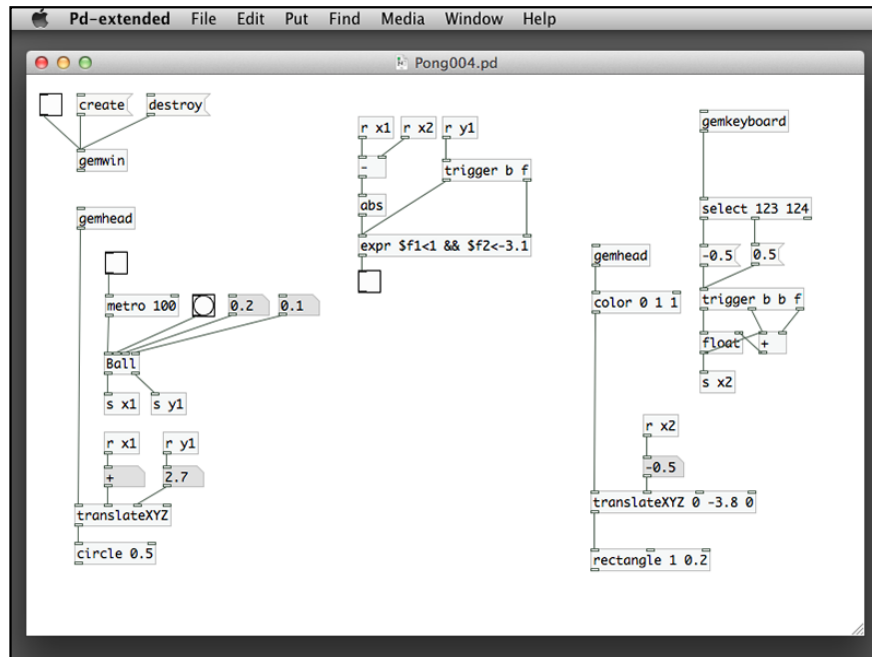 Pd-extended File Edit Put Find Media Window Help
Pong004.pd
create destroy
gemwin
gemhead
metro 100 0.2 0.1
Ball
s x1 s y1
r x1 r y1
+ 2.7
translateXYZ
circle 0.5
r x1 r x2 r y1
-
trigger b f
abs
expr $f1<1 && $f2<-3.1
gemkeyboard
select 123 124
-0.5 0.5
trigger b b f
float +
s x2
gemhead
color 0 1 1
r x2
-0.5
translateXYZ 0 -3.8 0
rectangle 1 0.2